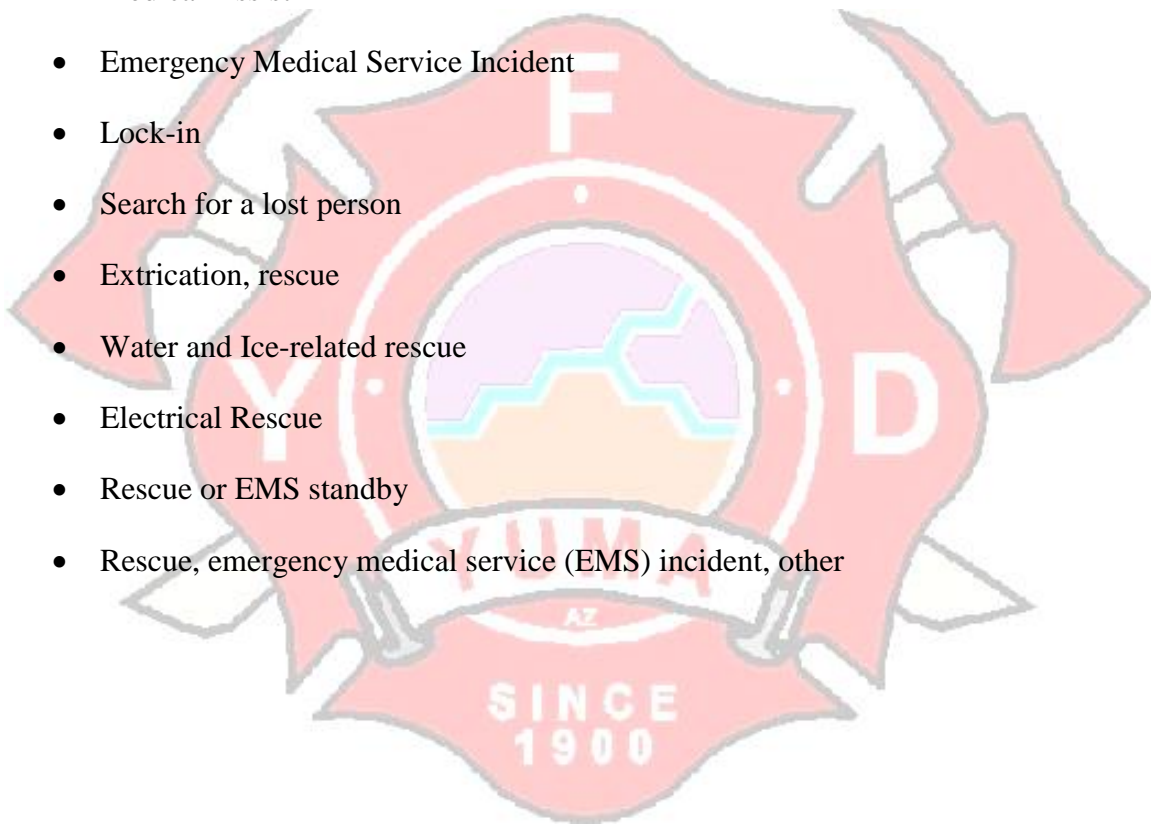 • Emergency Medical Service Incident
• Lock-in
• Search for a lost person
• Extrication, rescue
• Water and Ice-related rescue
• Electrical Rescue
• Rescue or EMS standby
• Rescue, emergency medical service (EMS) incident, other
F
Y D
YUMA
AZ
SINCE
1900